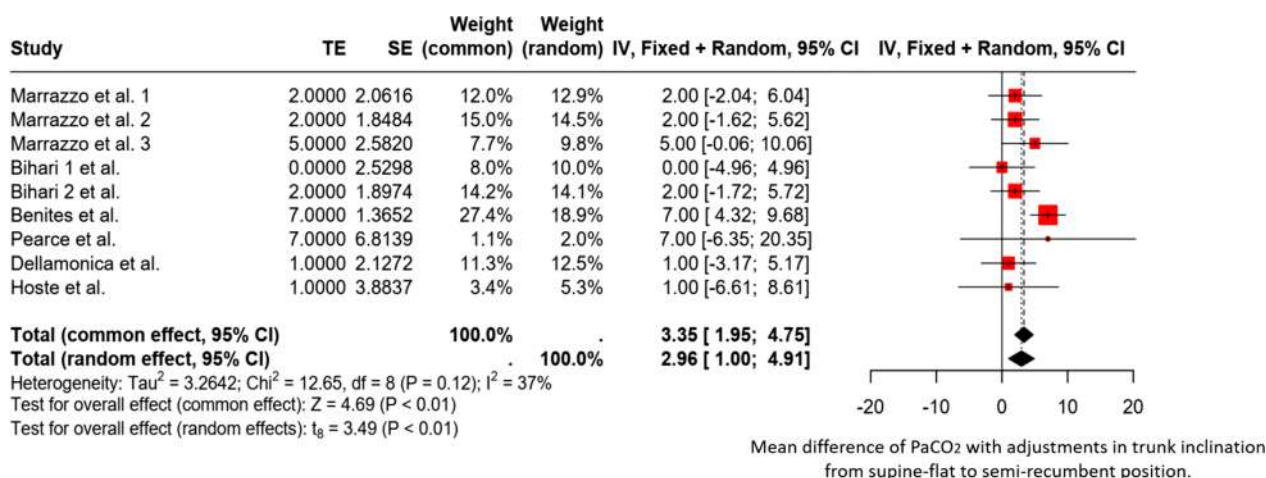 Weight Weight
Study TE SE (common) (random) IV, Fixed + Random, 95% CI IV, Fixed + Random, 95% CI
Marrazzo et al. 1 2.0000 2.0616 12.0% 12.9% 2.00 [-2.04; 6.04]
Marrazzo et al. 2 2.0000 1.8484 15.0% 14.5% 2.00 [-1.62; 5.62]
Marrazzo et al. 3 5.0000 2.5820 7.7% 9.8% 5.00 [-0.06; 10.06]
Bihari 1 et al. 0.0000 2.5298 8.0% 10.0% 0.00 [-4.96; 4.96]
Bihari 2 et al. 2.0000 1.8974 14.2% 14.1% 2.00 [-1.72; 5.72]
Benites et al. 7.0000 1.3652 27.4% 18.9% 7.00 [ 4.32; 9.68]
Pearce et al. 7.0000 6.8139 1.1% 2.0% 7.00 [-6.35; 20.35]
Dellamonica et al. 1.0000 2.1272 11.3% 12.5% 1.00 [-3.17; 5.17]
Hoste et al. 1.0000 3.8837 3.4% 5.3% 1.00 [-6.61; 8.61]
Total (common effect, 95% CI) 100.0% . 3.35 [ 1.95; 4.75]
Total (random effect, 95% CI) . 100.0% 2.96 [ 1.00; 4.91]
Heterogeneity: Tau² = 3.2642; Chi² = 12.65, df = 8 (P = 0.12); I² = 37%
Test for overall effect (common effect): Z = 4.69 (P < 0.01)
Test for overall effect (random effects): t₈ = 3.49 (P < 0.01)
-20 -10 0 10 20
Mean difference of PaCO2 with adjustments in trunk inclination
from supine-flat to semi-recumbent position.